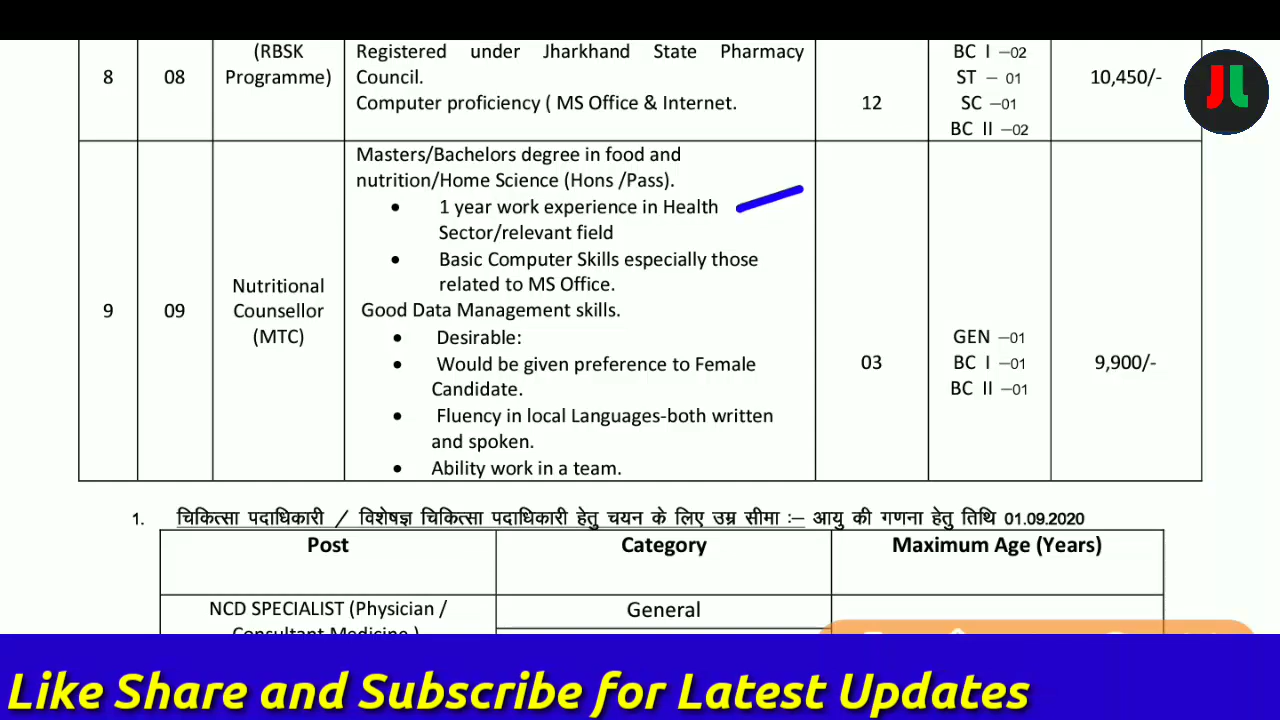 (RBSK
Programme)
Registered under Jharkhand State Pharmacy
Council.
Computer proficiency ( MS Office & Internet.
8
08
12
BC I –02
ST – 01
SC –01
BC II –02
10,450/-
JL
9
09
Nutritional
Counsellor
(MTC)
Masters/Bachelors degree in food and
nutrition/Home Science (Hons /Pass).
• 1 year work experience in Health
Sector/relevant field
• Basic Computer Skills especially those
related to MS Office.
Good Data Management skills.
• Desirable:
• Would be given preference to Female
Candidate.
• Fluency in local Languages-both written
and spoken.
• Ability work in a team.
03
GEN –01
BC I –01
BC II –01
9,900/-
1. चिकित्सा पदाधिकारी / विशेषज्ञ चिकित्सा पदाधिकारी हेतु चयन के लिए उम्र सीमा :– आयु की गणना हेतु तिथि 01.09.2020
Post
Category
Maximum Age (Years)
NCD SPECIALIST (Physician /
Consultant Medicine )
General
Like Share and Subscribe for Latest Updates